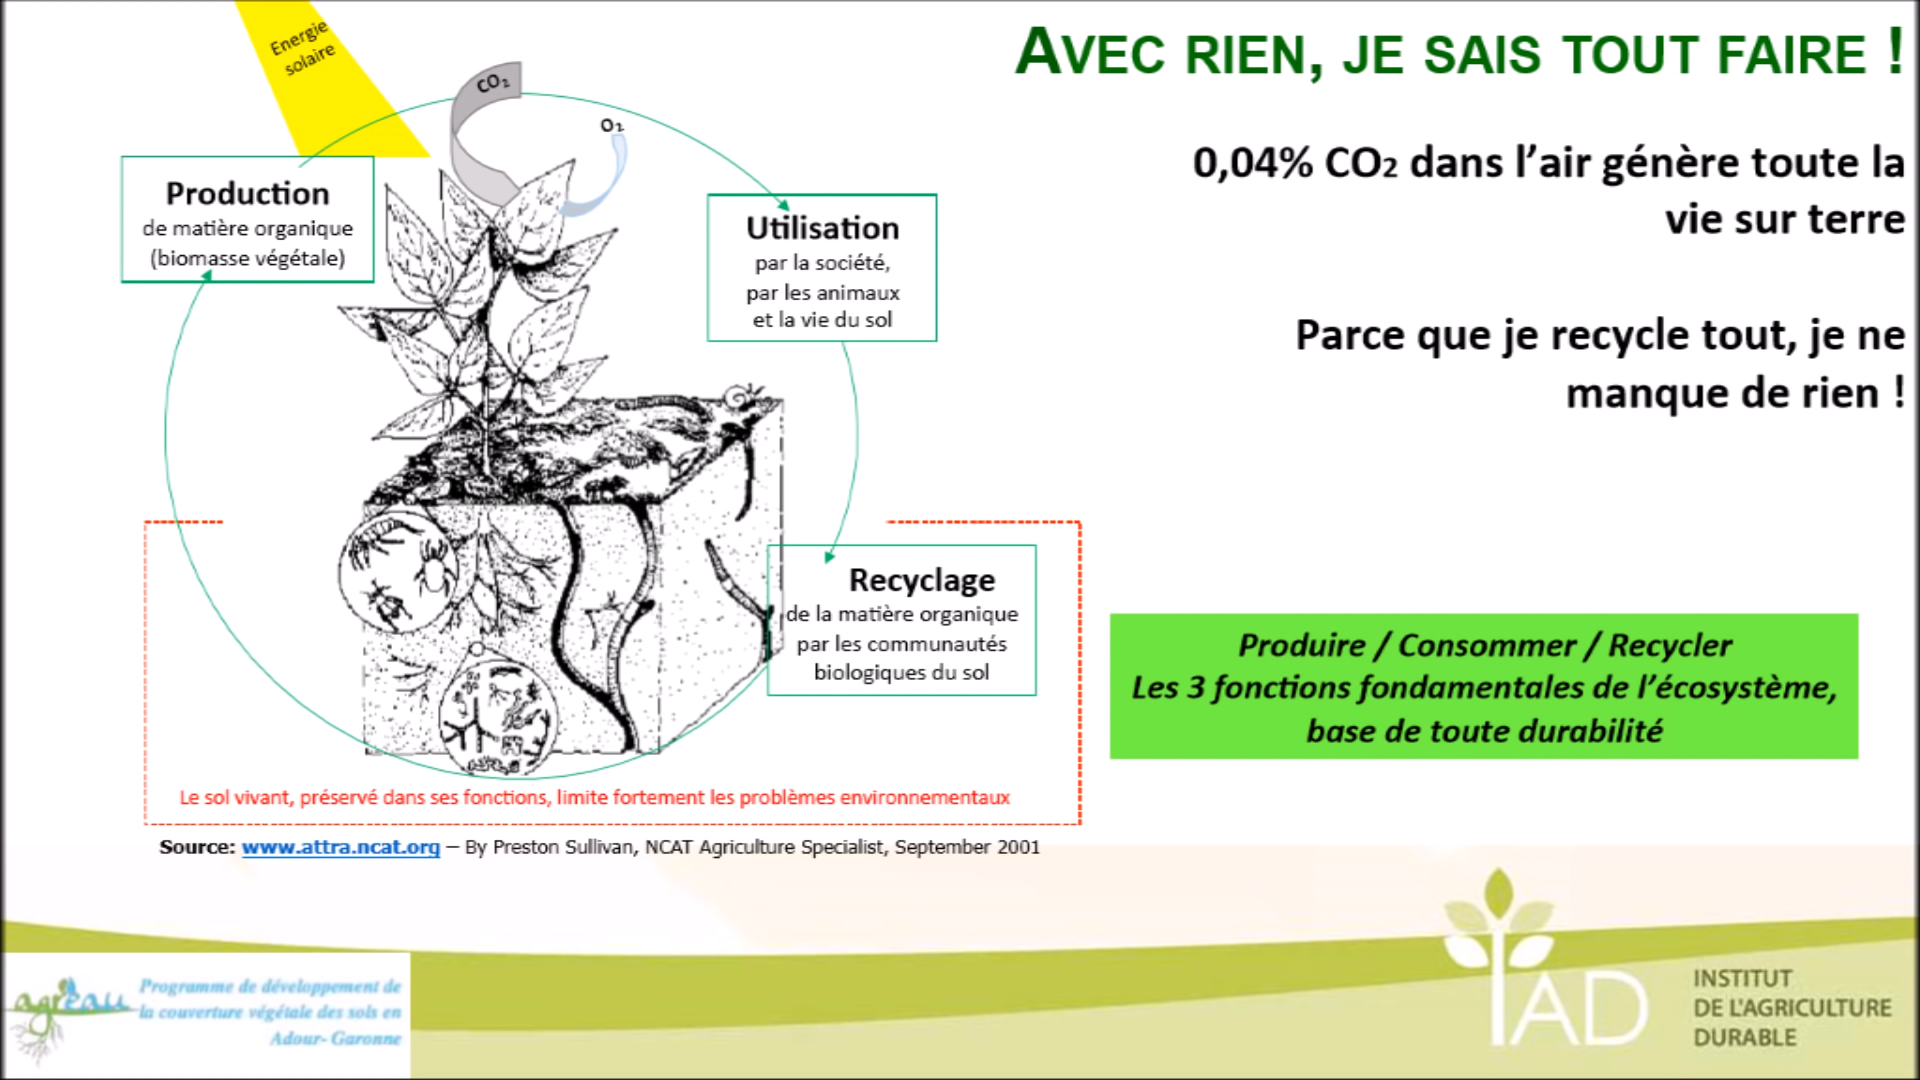 AVEC RIEN, JE SAIS TOUT FAIRE !
Energie
solaire
CO₂
O₂
Production
de matière organique
(biomasse végétale)
Utilisation
par la société,
par les animaux
et la vie du sol
Recyclage
de la matière organique
par les communautés
biologiques du sol
Le sol vivant, préservé dans ses fonctions, limite fortement les problèmes environnementaux
Source: www.attra.ncat.org – By Preston Sullivan, NCAT Agriculture Specialist, September 2001
0,04% CO₂ dans l’air génère toute la
vie sur terre
Parce que je recycle tout, je ne
manque de rien !
Produire / Consommer / Recycler
Les 3 fonctions fondamentales de l’écosystème,
base de toute durabilité
agr'eau
Programme de développement de
la couverture végétale des sols en
Adour- Garonne
IAD
INSTITUT
DE L'AGRICULTURE
DURABLE